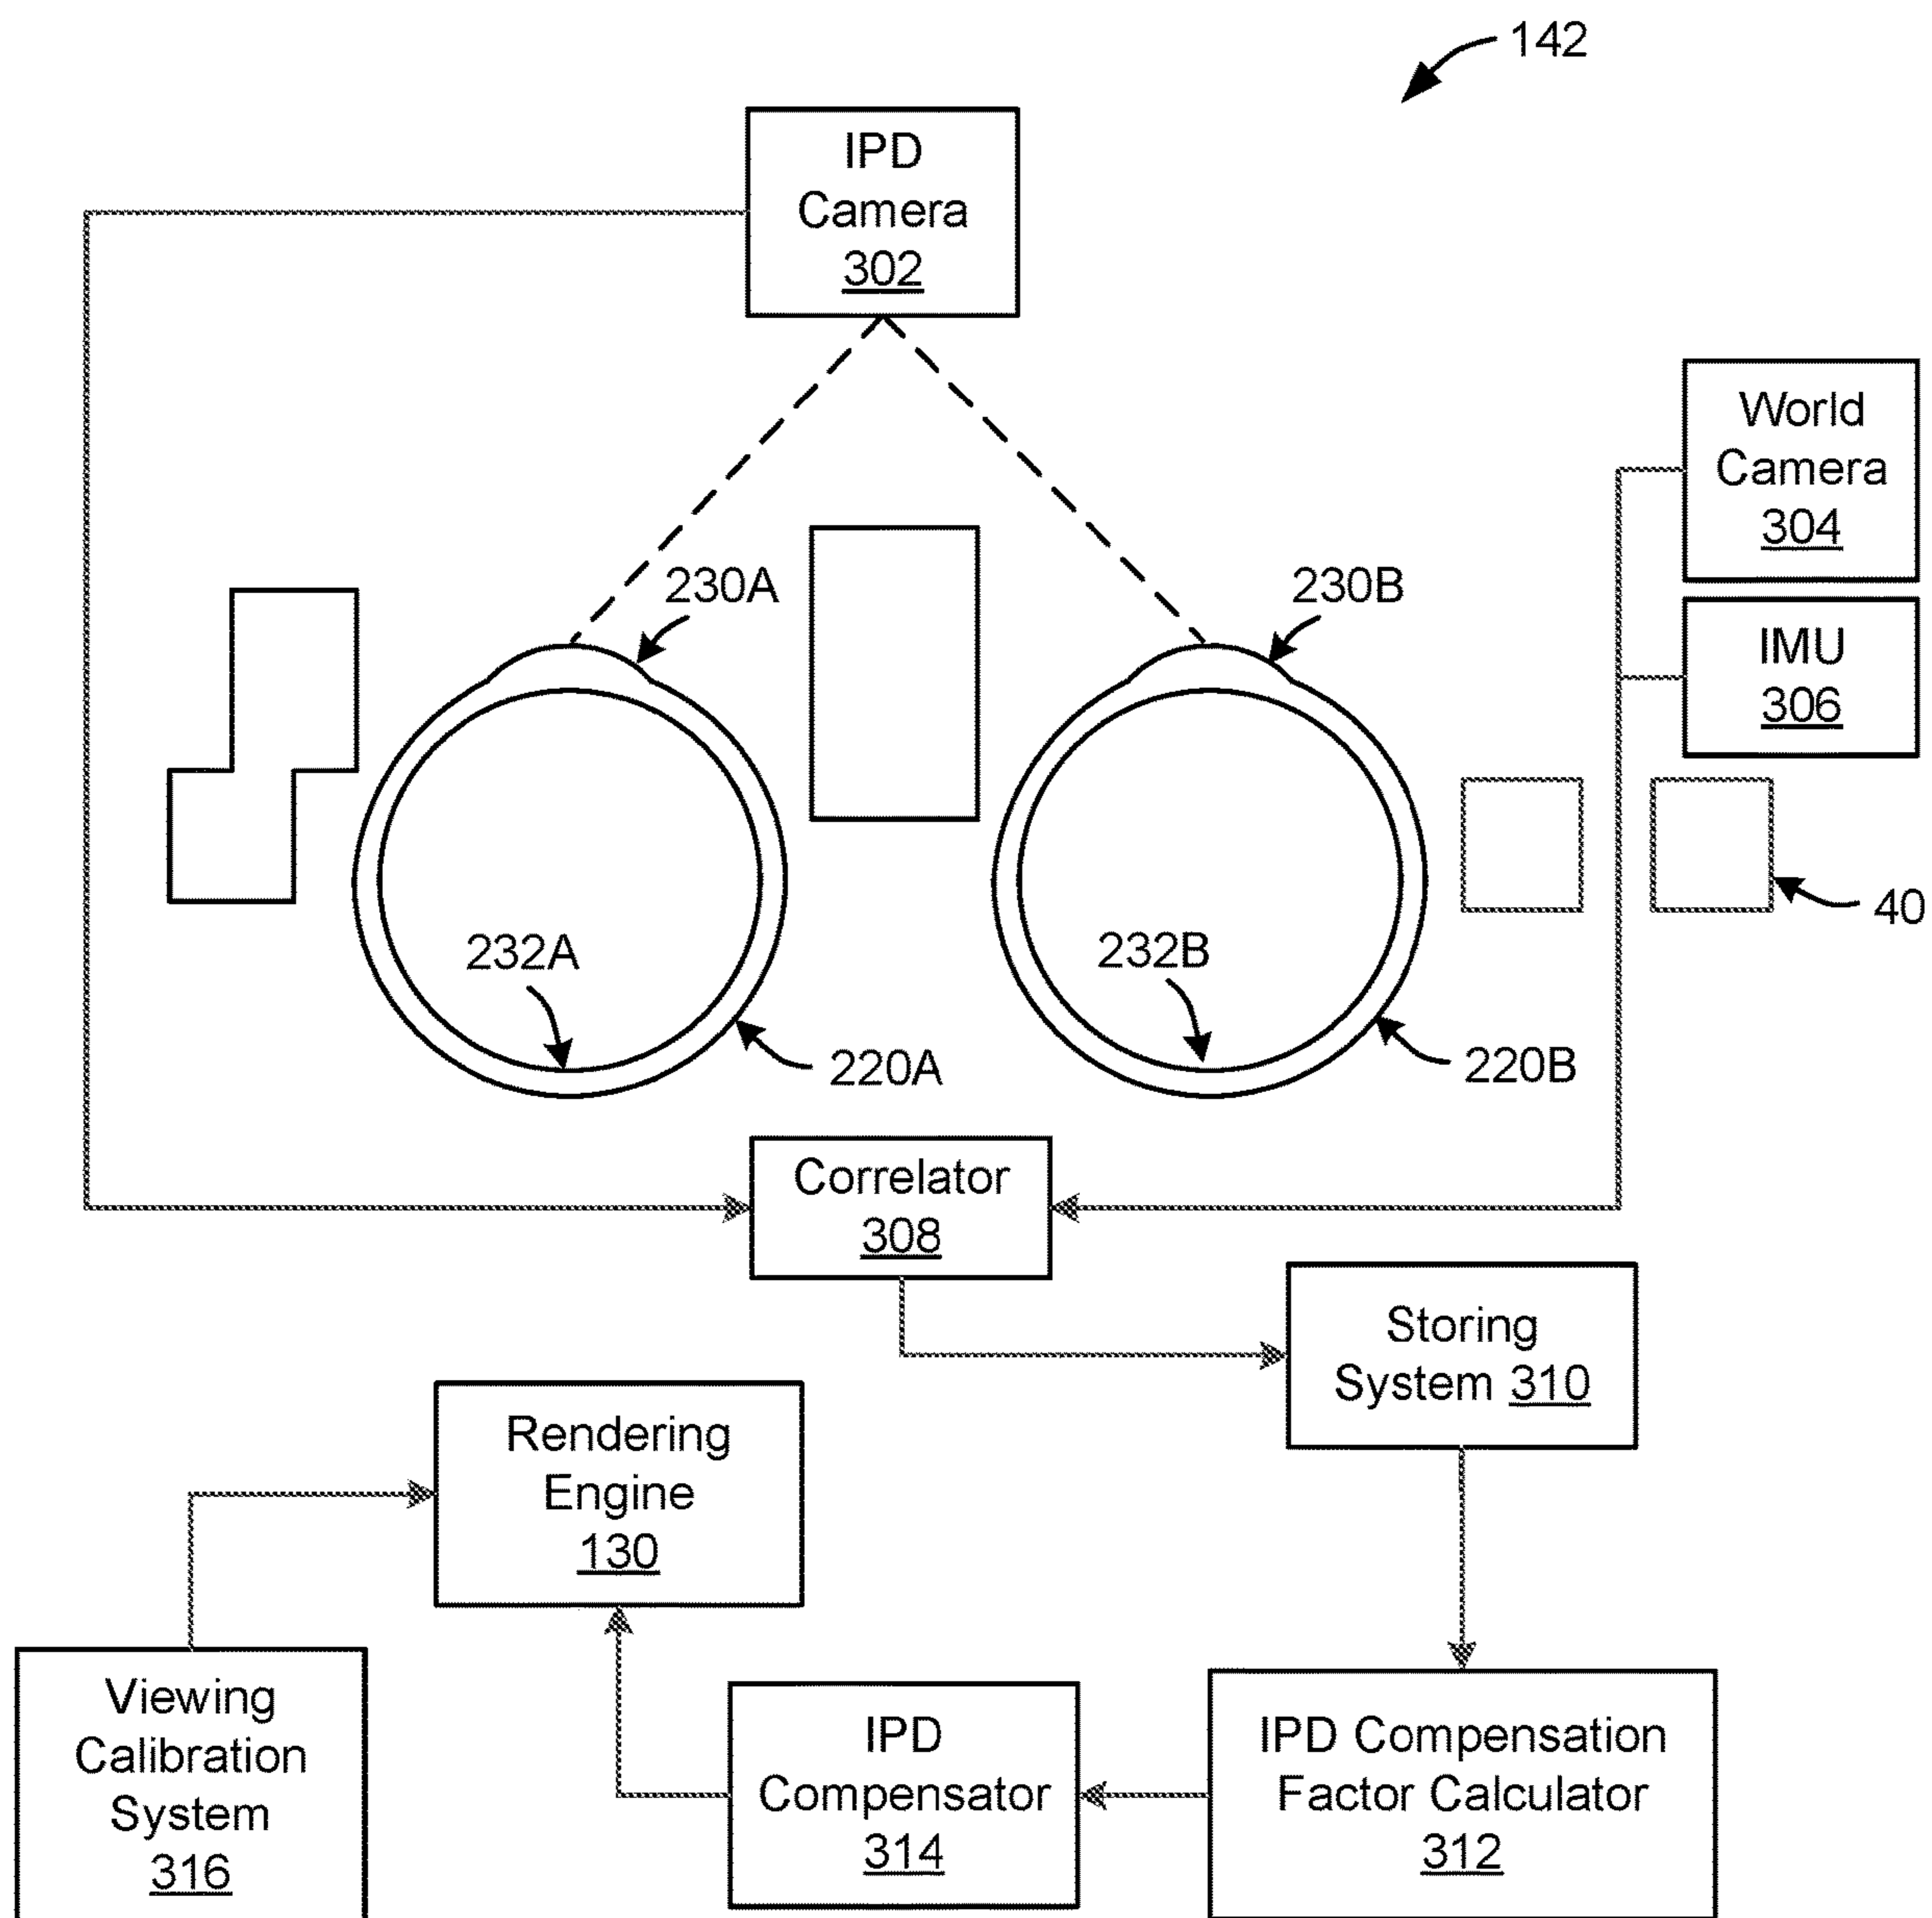 142
IPD
Camera
302
World
Camera
304
230A
230B
IMU
306
40
232A
232B
220A
220B
Correlator
308
Storing
System 310
Rendering
Engine
130
Viewing
Calibration
System
316
IPD
Compensator
314
IPD Compensation
Factor Calculator
312